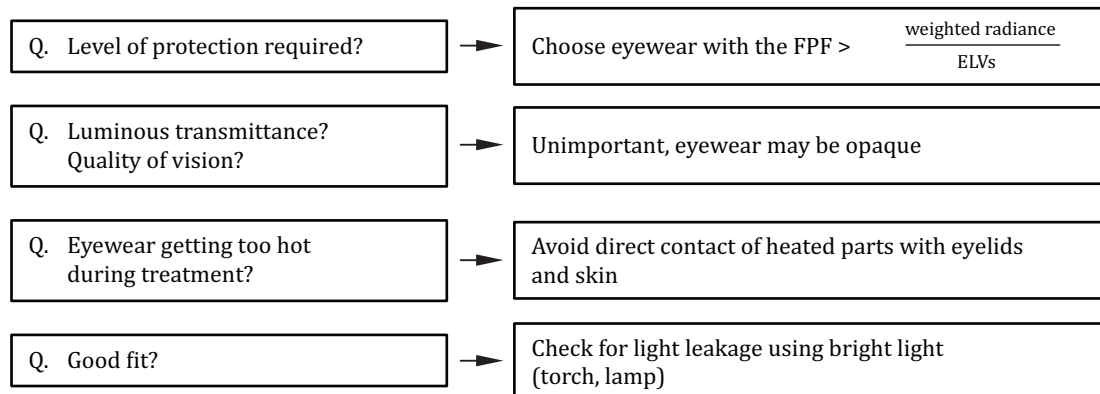 Q. Level of protection required?
Choose eyewear with the FPF > weighted radiance
ELVs
Q. Luminous transmittance?
Quality of vision?
Unimportant, eyewear may be opaque
Q. Eyewear getting too hot
during treatment?
Avoid direct contact of heated parts with eyelids
and skin
Q. Good fit?
Check for light leakage using bright light
(torch, lamp)